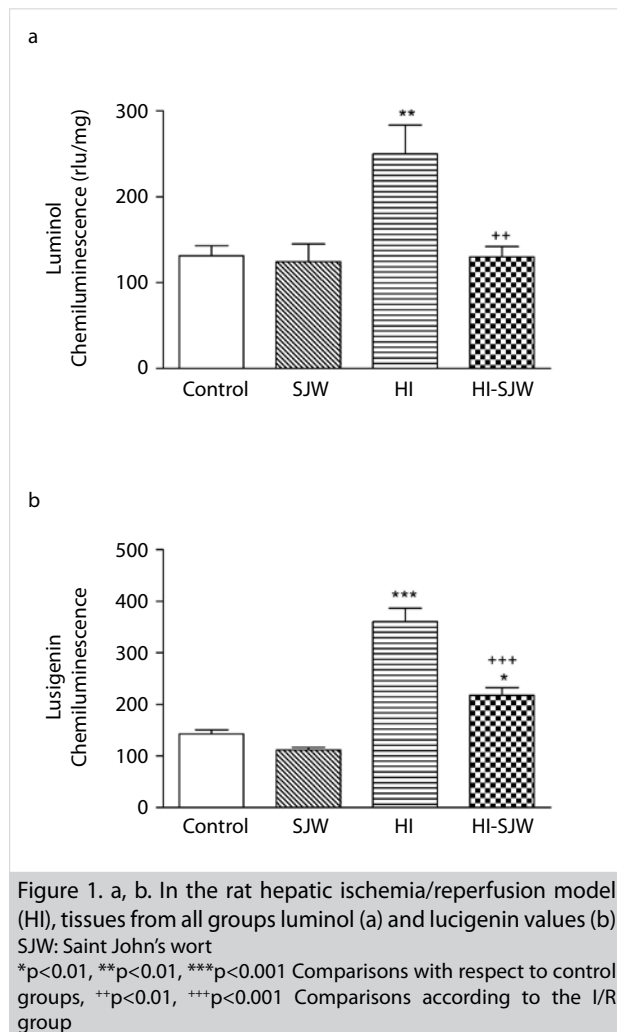 a
300
200
100
0
Luminol
Chemiluminescence (rlu/mg)
**
++
Control SJW HI HI-SJW
b
500
400
300
200
100
0
Lusigenin
Chemiluminescence
***
+++
*
Control SJW HI HI-SJW
Figure 1. a, b. In the rat hepatic ischemia/reperfusion model
(HI), tissues from all groups luminol (a) and lucigenin values (b)
SJW: Saint John’s wort
*p<0.01, **p<0.01, ***p<0.001 Comparisons with respect to control
groups, ++p<0.01, +++p<0.001 Comparisons according to the I/R
group